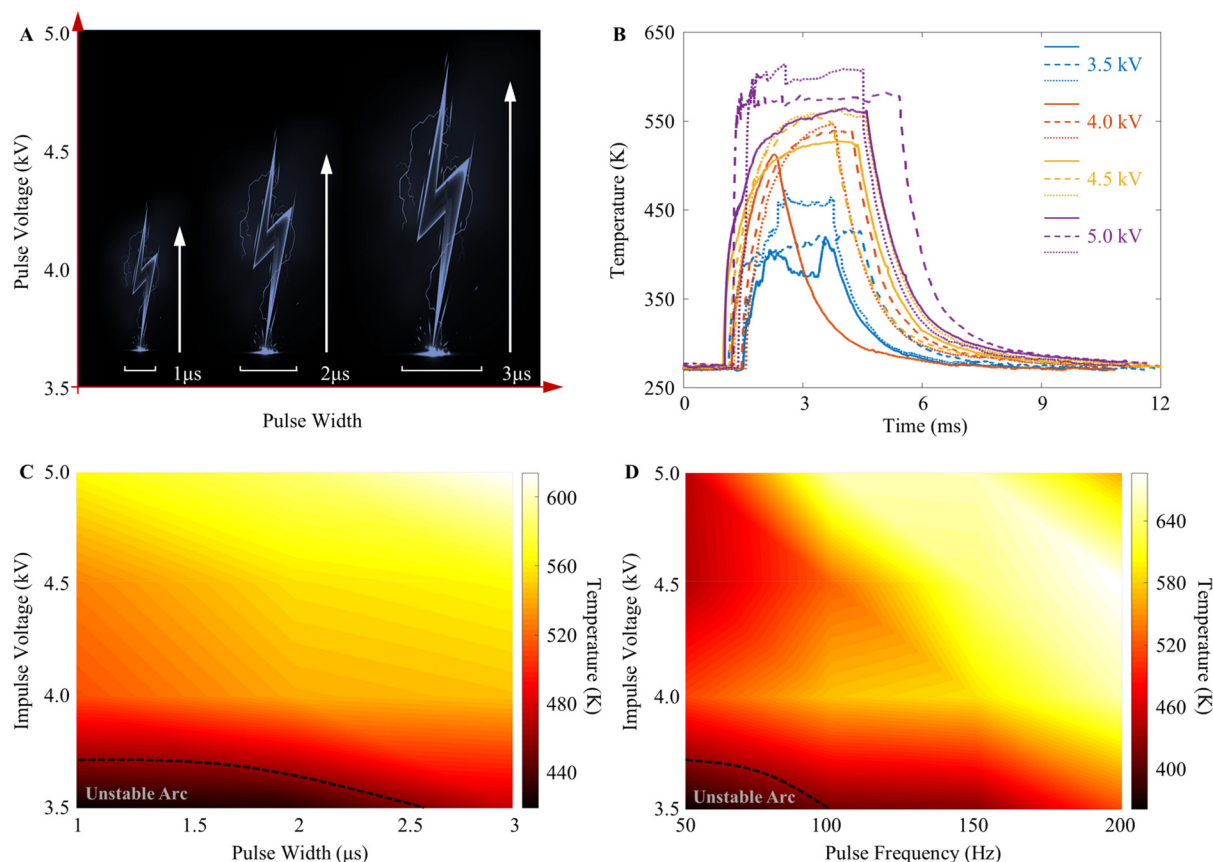 A
5.0
4.5
4.0
3.5
Pulse Voltage (kV)
1μs
2μs
3μs
Pulse Width
B
650
550
450
350
250
Temperature (K)
3.5 kV
4.0 kV
4.5 kV
5.0 kV
0 3 6 9 12
Time (ms)
C
5.0
4.5
4.0
3.5
Impulse Voltage (kV)
Unstable Arc
1 1.5 2 2.5 3
Pulse Width (μs)
600
560
520
480
440
Temperature (K)
D
5.0
4.5
4.0
3.5
Impulse Voltage (kV)
Unstable Arc
50 100 150 200
Pulse Frequency (Hz)
640
580
520
460
400
Temperature (K)